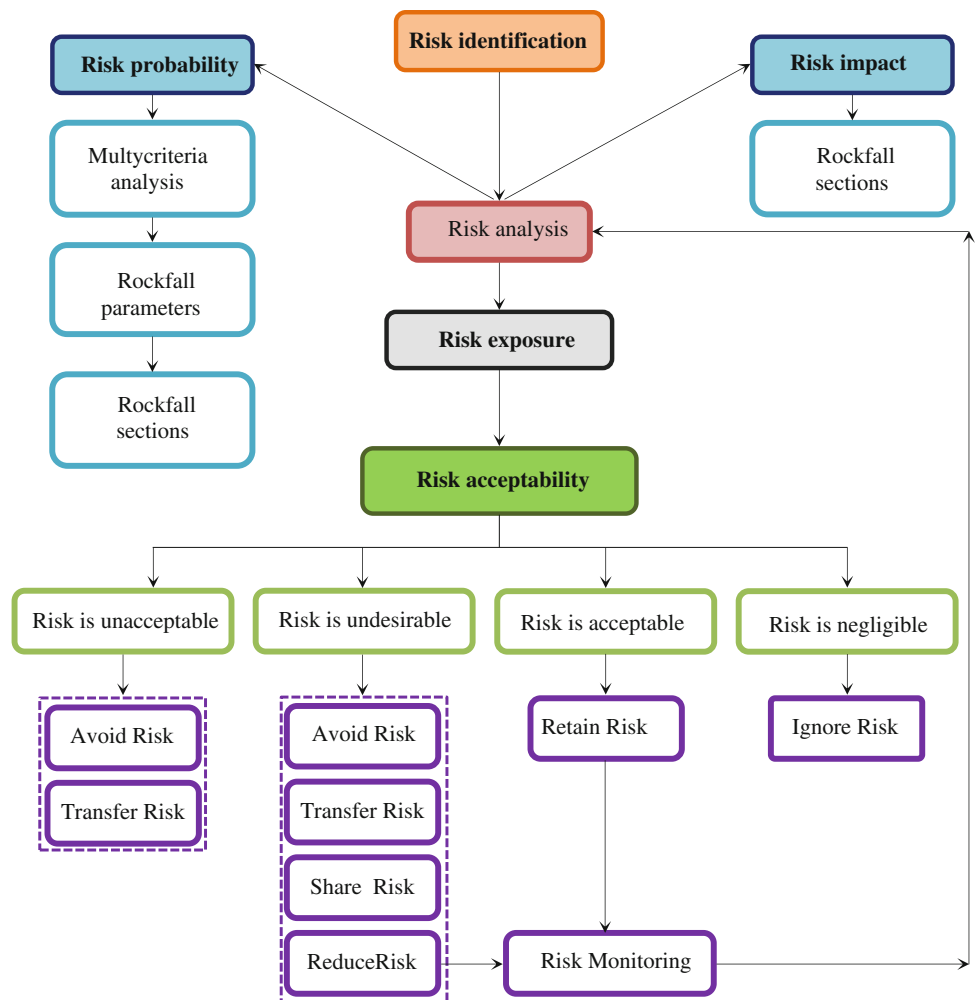 Risk identification
Risk probability
Risk impact
Multycriteria
analysis
Rockfall
sections
Risk analysis
Rockfall
parameters
Risk exposure
Rockfall
sections
Risk acceptability
Risk is unacceptable
Risk is undesirable
Risk is acceptable
Risk is negligible
Avoid Risk
Transfer Risk
Avoid Risk
Transfer Risk
Share Risk
ReduceRisk
Retain Risk
Ignore Risk
Risk Monitoring